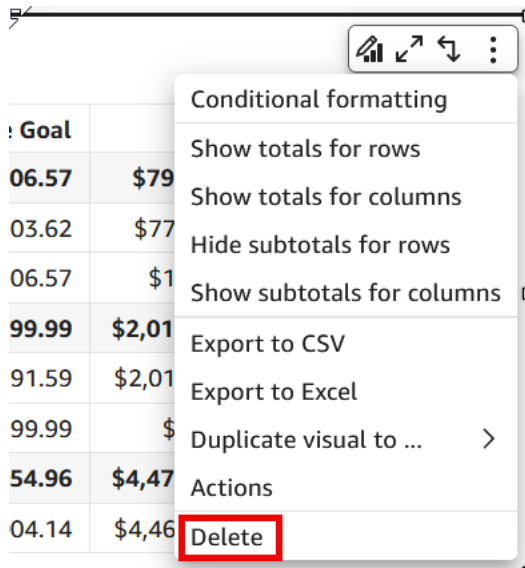 Goal
06.57 $79
03.62 $77
06.57 $1
99.99 $2,01
91.59 $2,01
99.99 $
54.96 $4,47
04.14 $4,46
Conditional formatting
Show totals for rows
Show totals for columns
Hide subtotals for rows
Show subtotals for columns
Export to CSV
Export to Excel
Duplicate visual to ...
Actions
Delete